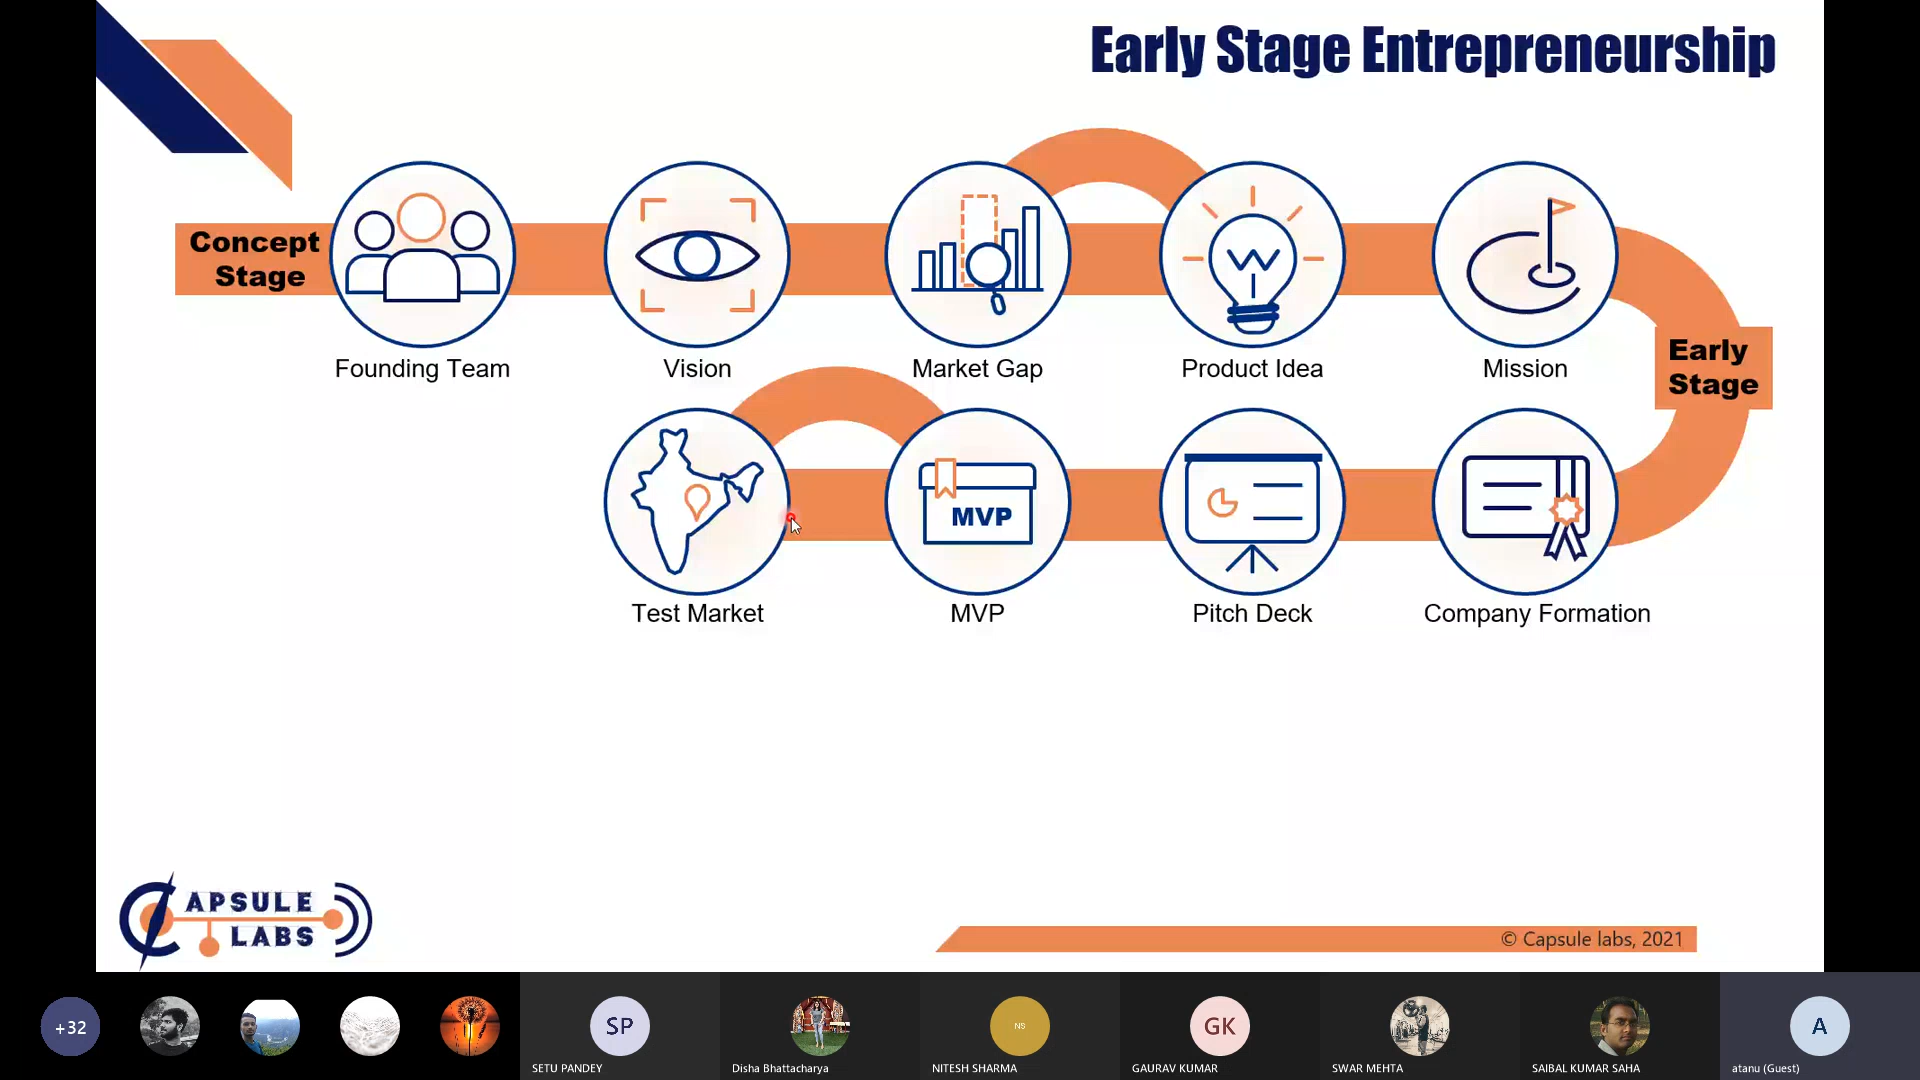 Early Stage Entrepreneurship
Concept
Stage
Founding Team
Vision
Market Gap
Product Idea
Mission
Early
Stage
MVP
Test Market
MVP
Pitch Deck
Company Formation
CAPSULE
LABS
© Capsule labs, 2021
+32
SP
SETU PANDEY
Disha Bhattacharya
NS
NITESH SHARMA
GK
GAURAV KUMAR
SWAR MEHTA
SAIBAL KUMAR SAHA
A
atanu (Guest)